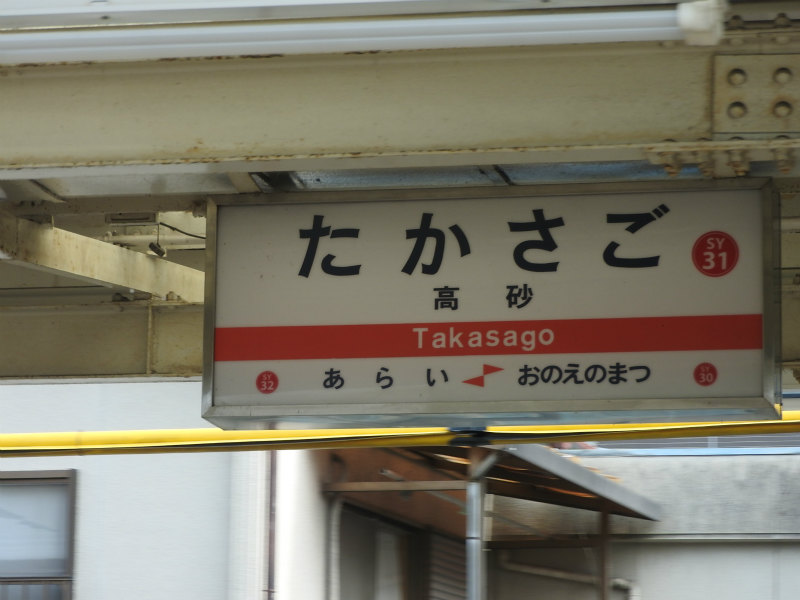 たかさご
SY
31
高砂
Takasago
SY
32
あらい
おのえのまつ
SY
30